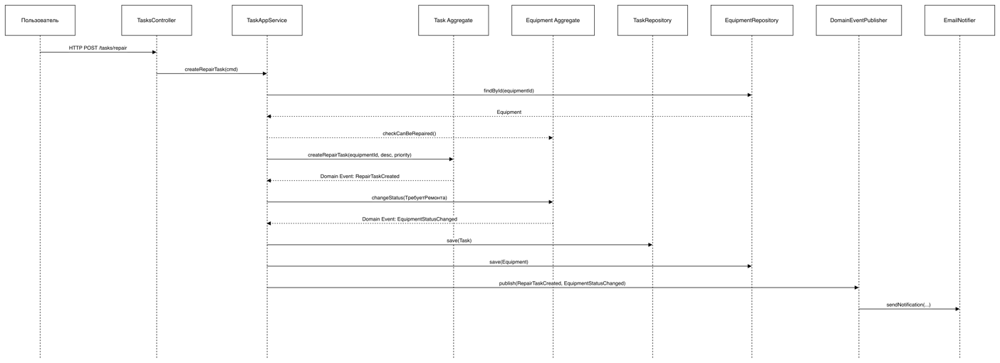 Пользователь
TasksController
TaskAppService
Task Aggregate
Equipment Aggregate
TaskRepository
EquipmentRepository
DomainEventPublisher
EmailNotifier
HTTP POST /tasks/repair
createRepairTask(cmd)
findById(equipmentId)
Equipment
checkCanBeRepaired()
createRepairTask(equipmentId, desc, priority)
Domain Event: RepairTaskCreated
changeStatus(ТребуетРемонта)
Domain Event: EquipmentStatusChanged
save(Task)
save(Equipment)
publish(RepairTaskCreated, EquipmentStatusChanged)
sendNotification(...)